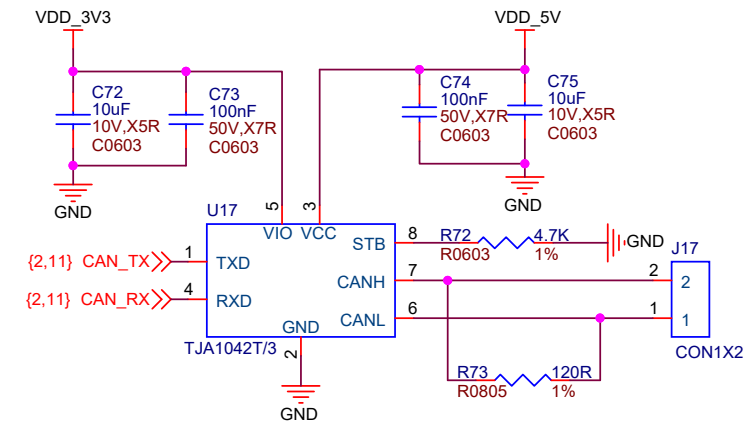 VDD_3V3
VDD_5V
C72
10uF
10V,X5R
C0603
C73
100nF
50V,X7R
C0603
C74
100nF
50V,X7R
C0603
C75
10uF
10V,X5R
C0603
GND
GND
U17
5
3
VIO VCC
STB
8
R72
4.7K
R0603
1%
GND
J17
{2,11} CAN_TX
1
TXD
CANH
7
2
2
{2,11} CAN_RX
4
RXD
CANL
6
1
1
GND
TJA1042T/3
2
CON1X2
R73
120R
R0805
1%
GND